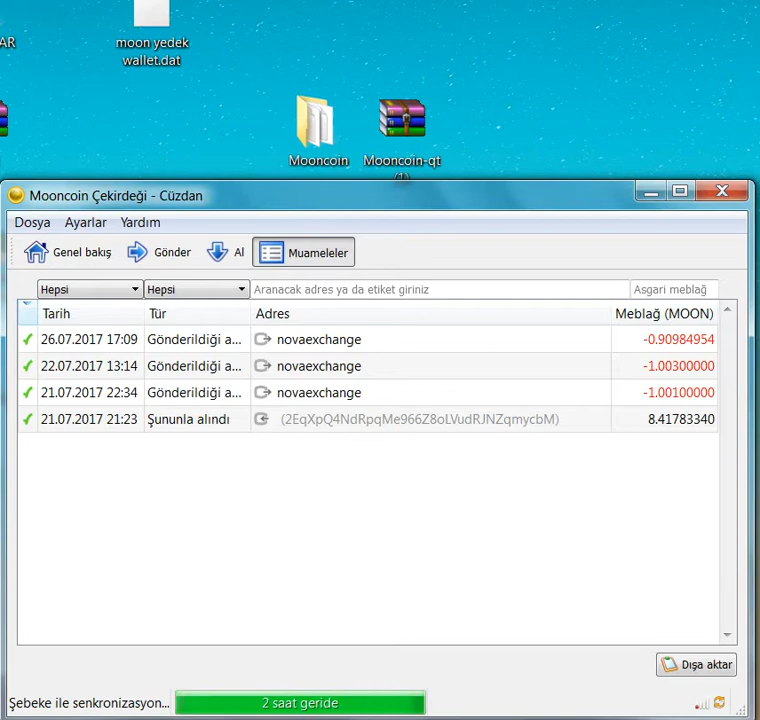 AR
moon yedek
wallet.dat
Mooncoin
Mooncoin-qt
(1)
Mooncoin Çekirdeği - Cüzdan
Dosya Ayarlar Yardım
Genel bakış Gönder Al Muameleler
Hepsi Hepsi Aranacak adres ya da etiket giriniz Asgari meblağ
Tarih Tür Adres Meblağ (MOON)
26.07.2017 17:09 Gönderildiği a... novaexchange -0.90984954
22.07.2017 13:14 Gönderildiği a... novaexchange -1.00300000
21.07.2017 22:34 Gönderildiği a... novaexchange -1.00100000
21.07.2017 21:23 Şununla alındı (2EqXpQ4NdRpqMe966Z8oLVudRJNZqmycbM) 8.41783340
Dışa aktar
Şebeke ile senkronizasyon... 2 saat geride